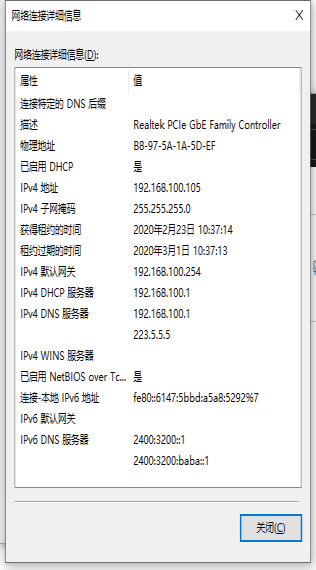 网络连接详细信息
X
网络连接详细信息(D):
属性 值
连接特定的 DNS 后缀
描述 Realtek PCIe GbE Family Controller
物理地址 B8-97-5A-1A-5D-EF
已启用 DHCP 是
IPv4 地址 192.168.100.105
IPv4 子网掩码 255.255.255.0
获得租约的时间 2020年2月23日 10:37:14
租约过期的时间 2020年3月1日 10:37:13
IPv4 默认网关 192.168.100.254
IPv4 DHCP 服务器 192.168.100.1
IPv4 DNS 服务器 192.168.100.1
223.5.5.5
IPv4 WINS 服务器
已启用 NetBIOS over Tc... 是
连接-本地 IPv6 地址 fe80::6147:5bbd:a5a8:5292%7
IPv6 默认网关
IPv6 DNS 服务器 2400:3200::1
2400:3200:baba::1
关闭(C)